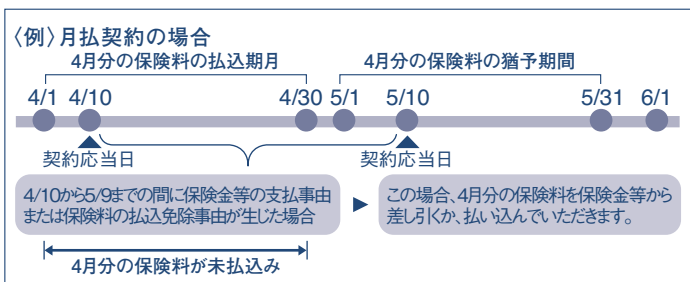 〈例〉月払契約の場合
4月分の保険料の払込期月 4月分の保険料の猶予期間
4/1 4/10 4/30 5/1 5/10 5/31 6/1
契約応当日 契約応当日
4/10から5/9までの間に保険金等の支払事由
または保険料の払込免除事由が生じた場合
この場合、4月分の保険料を保険金等から
差し引くか、払い込んでいただきます。
4月分の保険料が未払込み